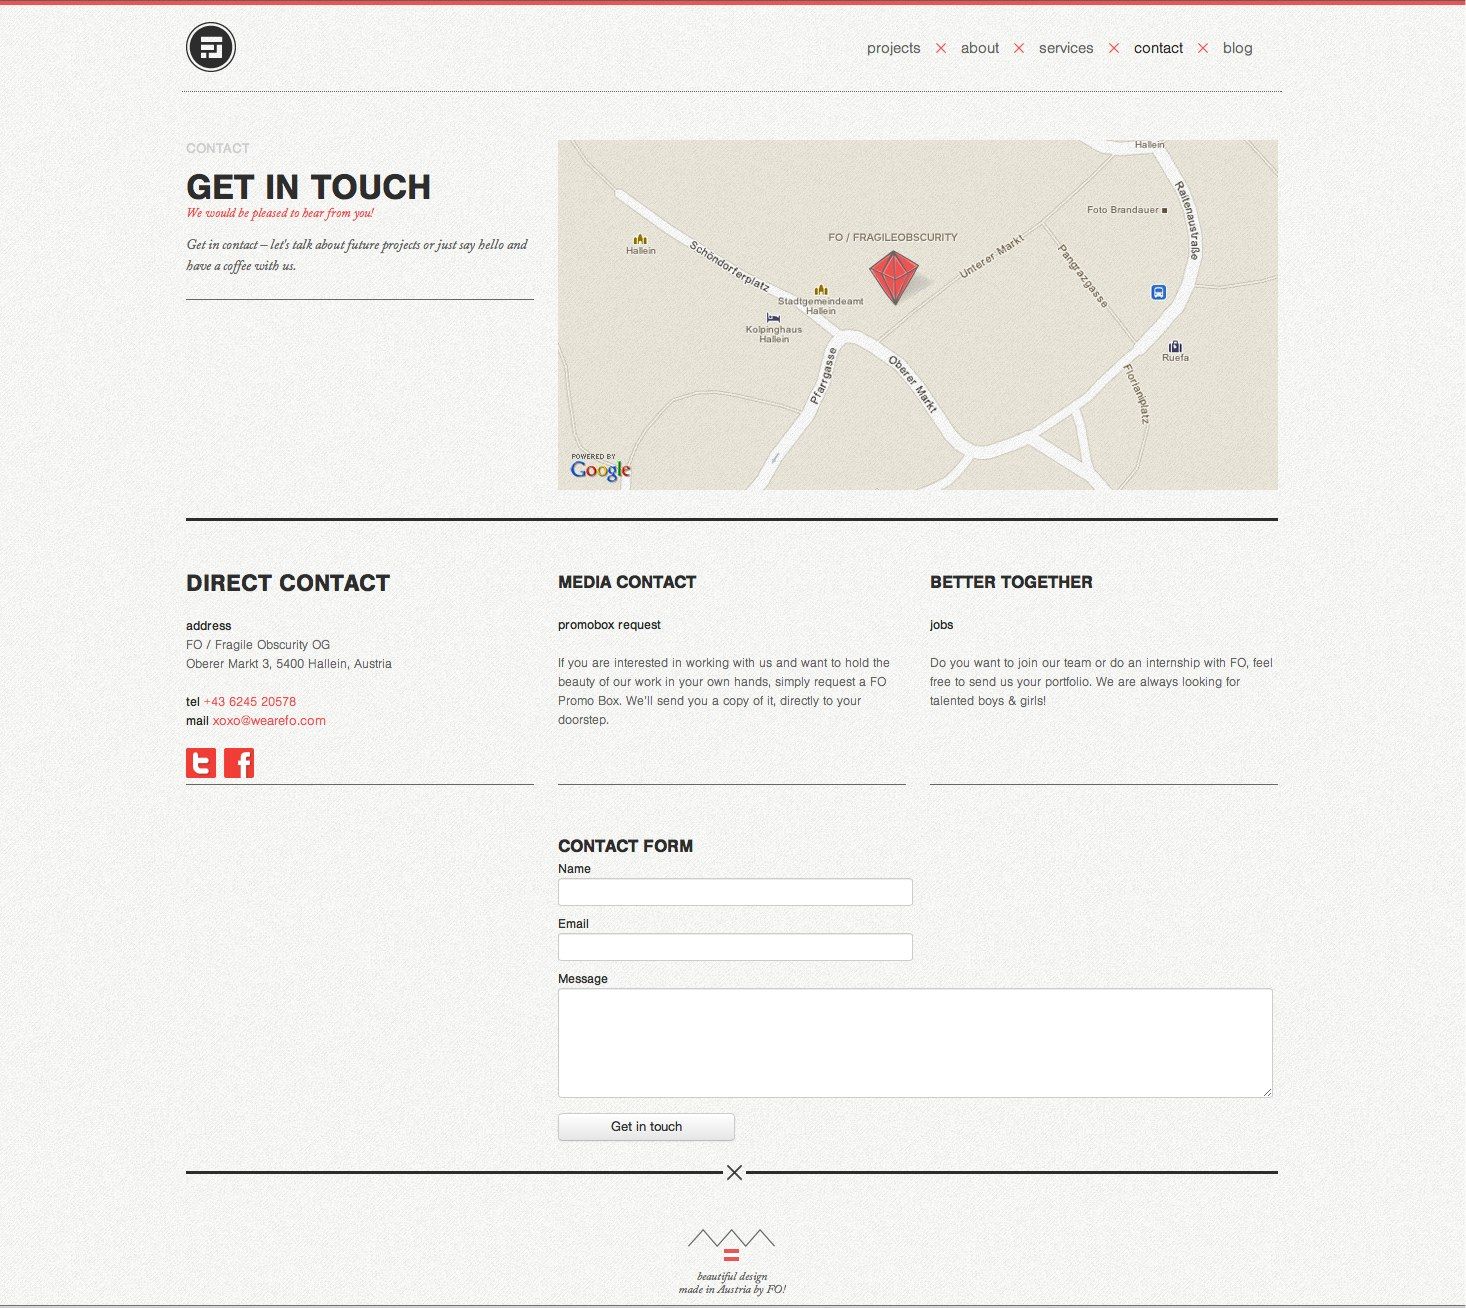 projects × about × services × contact × blog
CONTACT
GET IN TOUCH
We would be pleased to hear from you!
Get in contact – let's talk about future projects or just say hello and
have a coffee with us.
Hallein
Raitenaustraße
Foto Brandauer
Hallein
Schöndorferplatz
FO / FRAGILEOBSCURITY
Unterer Markt
Pangrazgasse
Stadtgemeindeamt
Hallein
Kolpinghaus
Hallein
Pfarrgasse
Oberer Markt
Ruefa
Florianiplatz
POWERED BY
Google
DIRECT CONTACT
address
FO / Fragile Obscurity OG
Oberer Markt 3, 5400 Hallein, Austria
tel +43 6245 20578
mail xoxo@wearefo.com
MEDIA CONTACT
promobox request
If you are interested in working with us and want to hold the
beauty of our work in your own hands, simply request a FO
Promo Box. We'll send you a copy of it, directly to your
doorstep.
BETTER TOGETHER
jobs
Do you want to join our team or do an internship with FO, feel
free to send us your portfolio. We are always looking for
talented boys & girls!
CONTACT FORM
Name
Email
Message
Get in touch
beautiful design
made in Austria by FO!